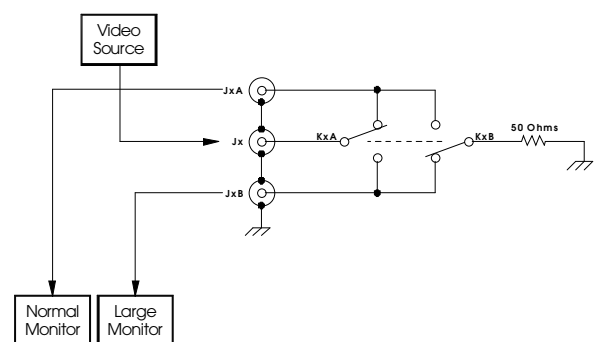 Video
Source
JxA
Jx
KxA
KxB
50 Ohms
JxB
Normal
Monitor
Large
Monitor